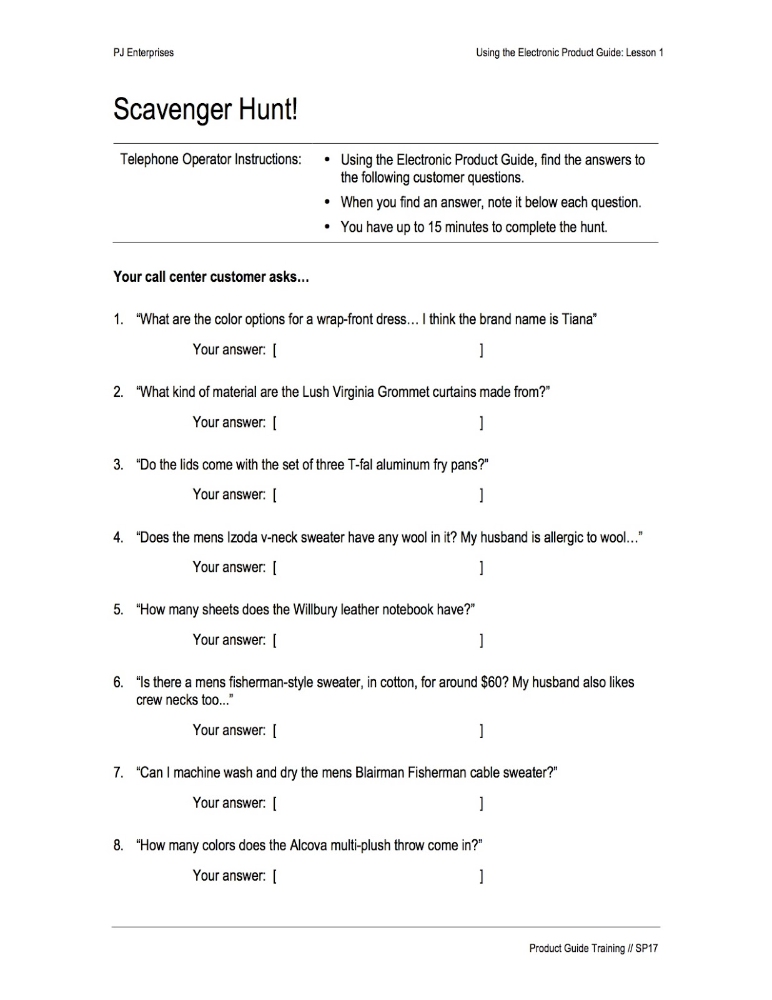 PJ Enterprises
Using the Electronic Product Guide: Lesson 1
Scavenger Hunt!
Telephone Operator Instructions:
• Using the Electronic Product Guide, find the answers to
the following customer questions.
• When you find an answer, note it below each question.
• You have up to 15 minutes to complete the hunt.
Your call center customer asks…
1. “What are the color options for a wrap-front dress… I think the brand name is Tiana”
Your answer: [ ]
2. “What kind of material are the Lush Virginia Grommet curtains made from?”
Your answer: [ ]
3. “Do the lids come with the set of three T-fal aluminum fry pans?”
Your answer: [ ]
4. “Does the mens Izoda v-neck sweater have any wool in it? My husband is allergic to wool…”
Your answer: [ ]
5. “How many sheets does the Willbury leather notebook have?”
Your answer: [ ]
6. “Is there a mens fisherman-style sweater, in cotton, for around $60? My husband also likes
crew necks too...”
Your answer: [ ]
7. “Can I machine wash and dry the mens Blairman Fisherman cable sweater?”
Your answer: [ ]
8. “How many colors does the Alcova multi-plush throw come in?”
Your answer: [ ]
Product Guide Training // SP17